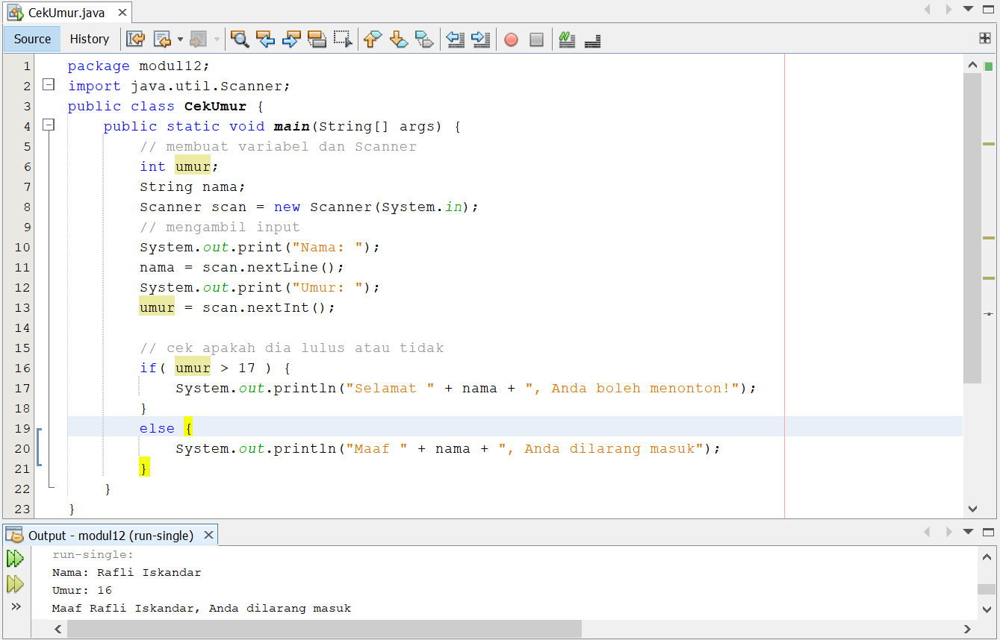 CekUmur.java
Source History
1 package modul12;
2 import java.util.Scanner;
3 public class CekUmur {
4 public static void main(String[] args) {
5 // membuat variabel dan Scanner
6 int umur;
7 String nama;
8 Scanner scan = new Scanner(System.in);
9 // mengambil input
10 System.out.print("Nama: ");
11 nama = scan.nextLine();
12 System.out.print("Umur: ");
13 umur = scan.nextInt();
14
15 // cek apakah dia lulus atau tidak
16 if( umur > 17 ) {
17 System.out.println("Selamat " + nama + ", Anda boleh menonton!");
18 }
19 else {
20 System.out.println("Maaf " + nama + ", Anda dilarang masuk");
21 }
22 }
23 }
Output - modul12 (run-single)
run-single:
Nama: Rafli Iskandar
Umur: 16
Maaf Rafli Iskandar, Anda dilarang masuk